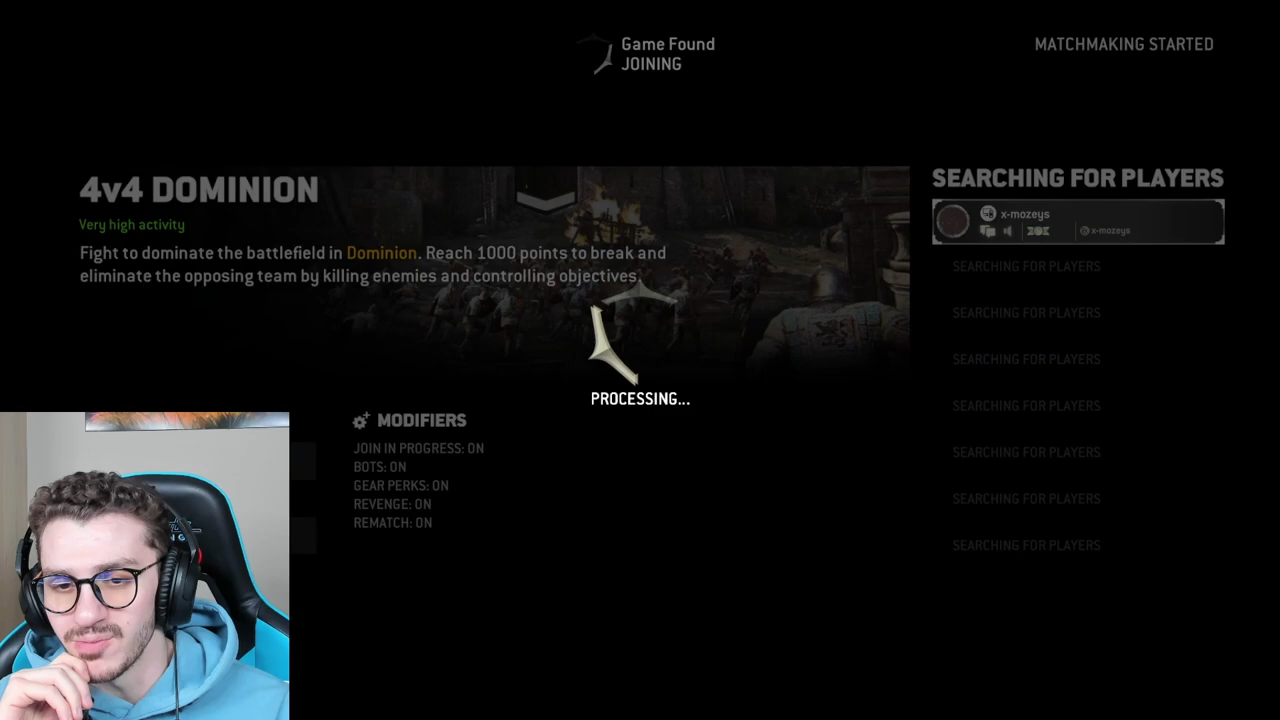 Game Found
JOINING
MATCHMAKING STARTED
4v4 DOMINION
Very high activity
Fight to dominate the battlefield in Dominion. Reach 1000 points to break and
eliminate the opposing team by killing enemies and controlling objectives.
SEARCHING FOR PLAYERS
x-mozeys
x-mozeys
SEARCHING FOR PLAYERS
SEARCHING FOR PLAYERS
SEARCHING FOR PLAYERS
SEARCHING FOR PLAYERS
SEARCHING FOR PLAYERS
SEARCHING FOR PLAYERS
SEARCHING FOR PLAYERS
PROCESSING...
MODIFIERS
JOIN IN PROGRESS: ON
BOTS: ON
GEAR PERKS: ON
REVENGE: ON
REMATCH: ON